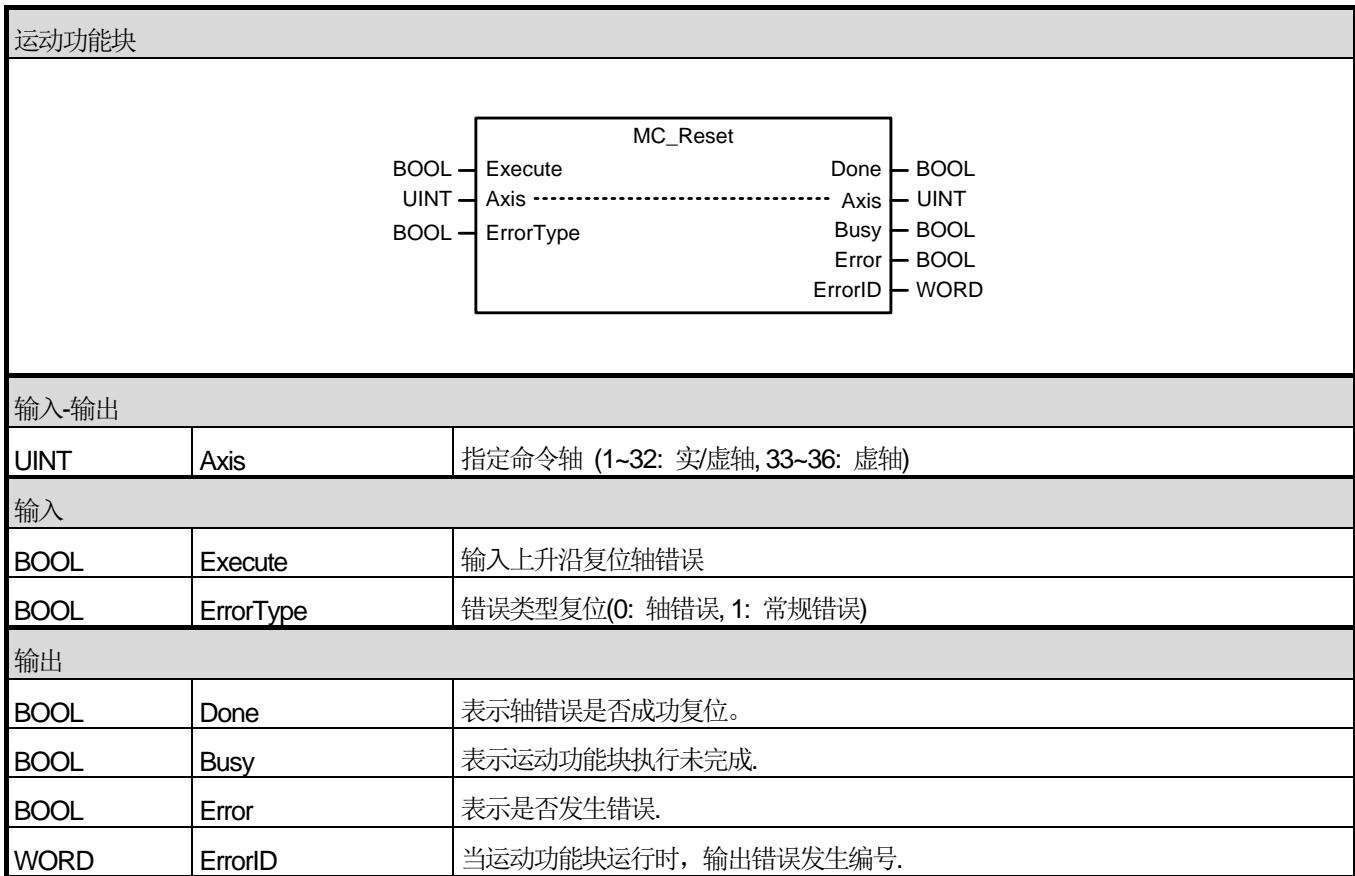 运动功能块
MC_Reset
BOOL Execute Done BOOL
UINT Axis Axis UINT
BOOL ErrorType Busy BOOL
Error BOOL
ErrorID WORD
输入-输出
UINT Axis 指定命令轴 (1~32: 实/虚轴, 33~36: 虚轴)
输入
BOOL Execute 输入上升沿复位轴错误
BOOL ErrorType 错误类型复位(0: 轴错误, 1: 常规错误)
输出
BOOL Done 表示轴错误是否成功复位。
BOOL Busy 表示运动功能块执行未完成.
BOOL Error 表示是否发生错误.
WORD ErrorID 当运动功能块运行时，输出错误发生编号.